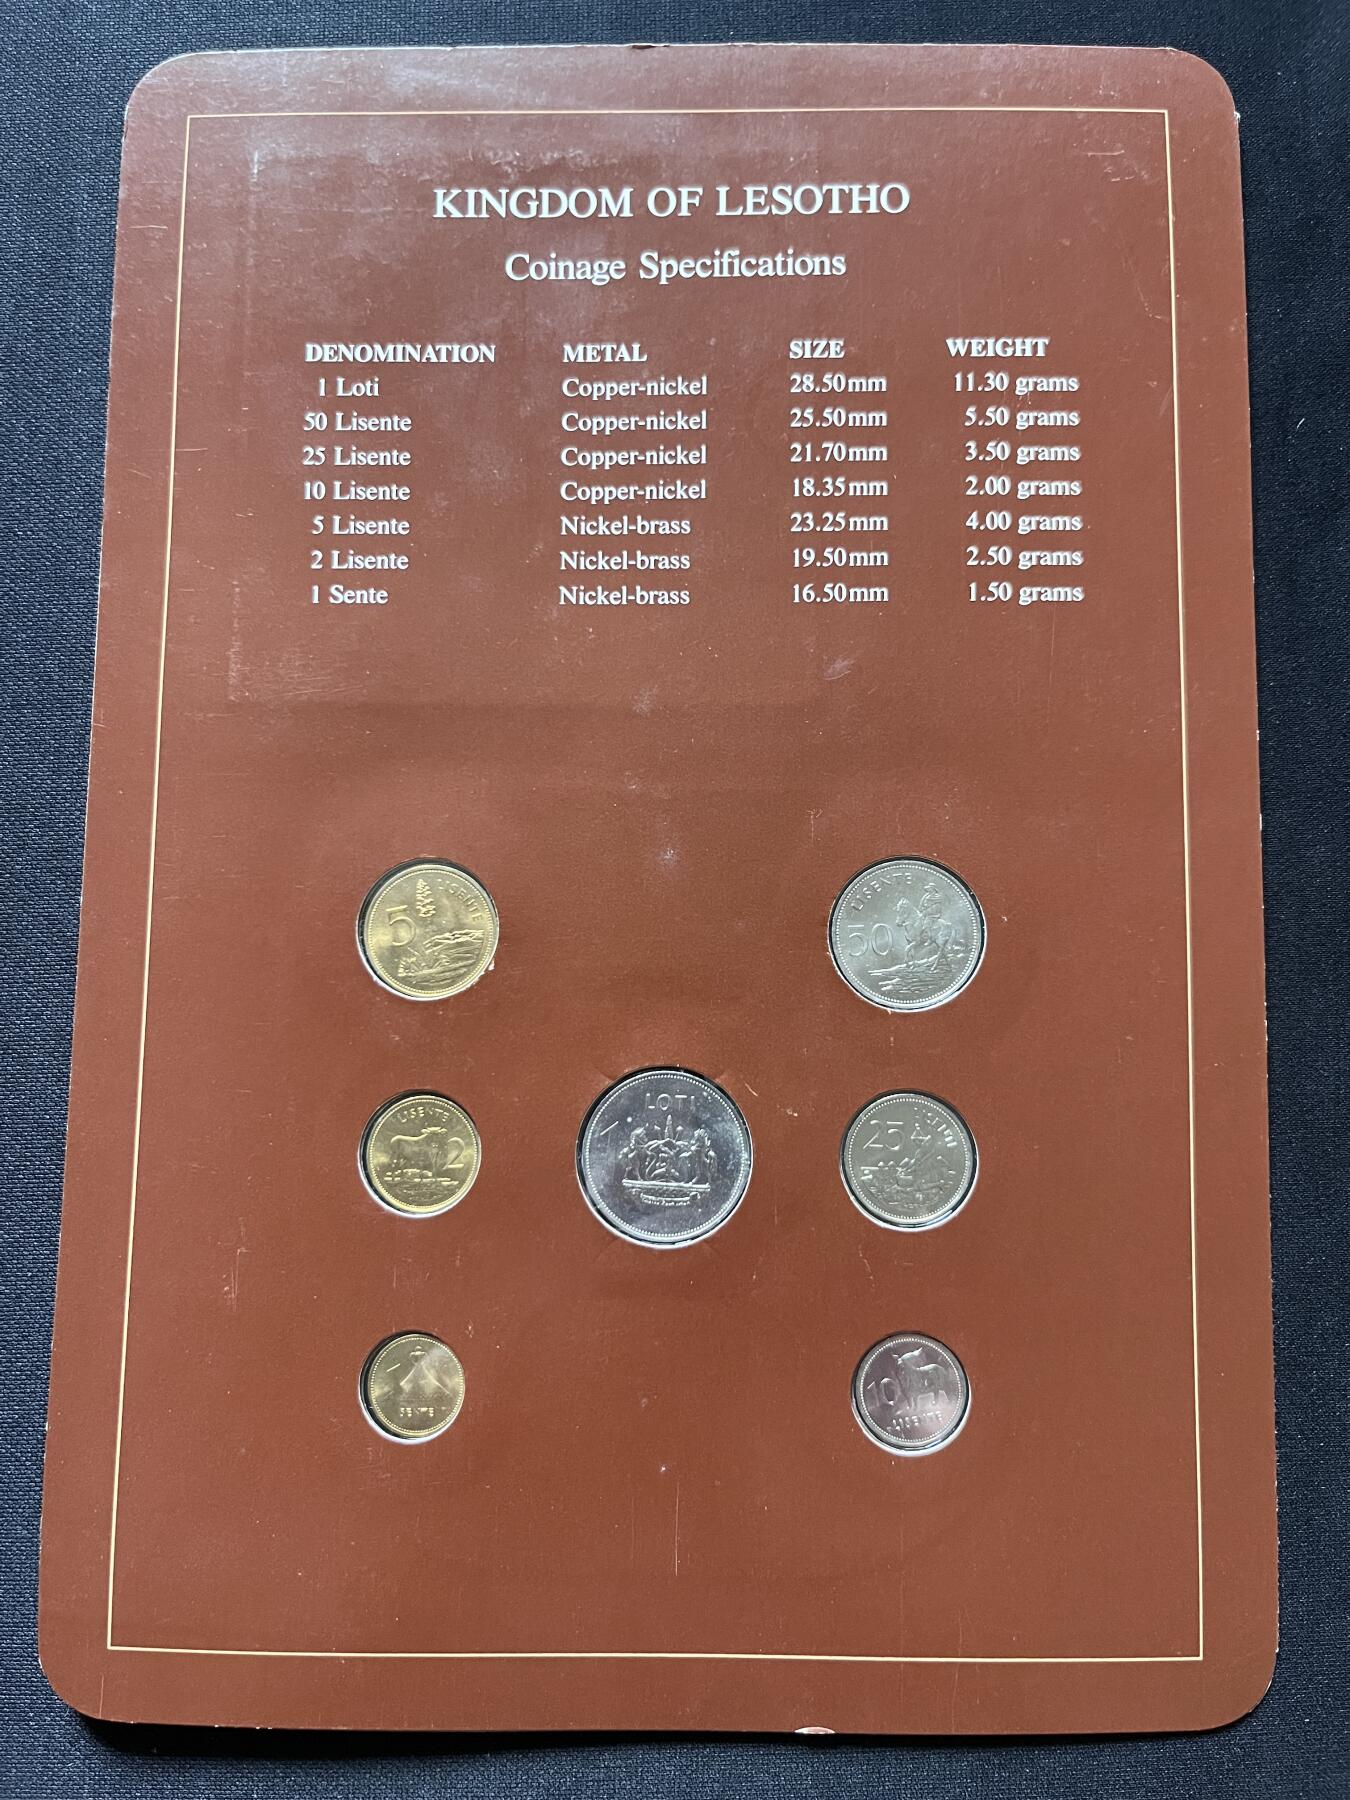 KINGDOM OF LESOTHO
Coinage Specifications
DENOMINATION METAL SIZE WEIGHT
1 Loti Copper-nickel 28.50mm 11.30 grams
50 Lisente Copper-nickel 25.50mm 5.50 grams
25 Lisente Copper-nickel 21.70mm 3.50 grams
10 Lisente Copper-nickel 18.35mm 2.00 grams
5 Lisente Nickel-brass 23.25mm 4.00 grams
2 Lisente Nickel-brass 19.50mm 2.50 grams
1 Sente Nickel-brass 16.50mm 1.50 grams
5 LICENTE
LISENTE 50
LISENTE 2
1 LOTI
25
1 SENTE
10 LISENTE